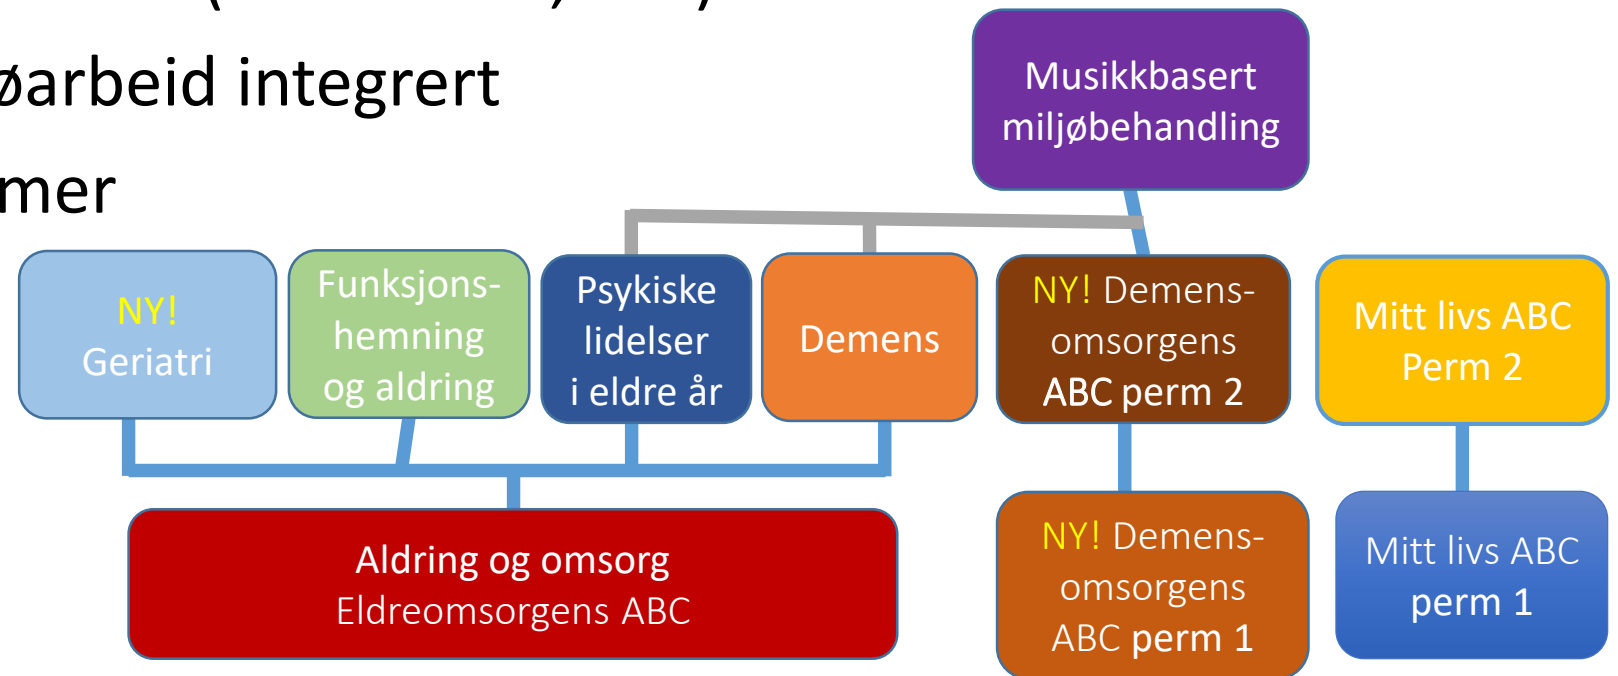 øarbeid integrert
mer
Musikkbasert
miljøbehandling
NY!
Geriatri
Funksjons-
hemning
og aldring
Psykiske
lidelser
i eldre år
Demens
NY! Demens-
omsorgens
ABC perm 2
Mitt livs ABC
Perm 2
Aldring og omsorg
Eldreomsorgens ABC
NY! Demens-
omsorgens
ABC perm 1
Mitt livs ABC
perm 1